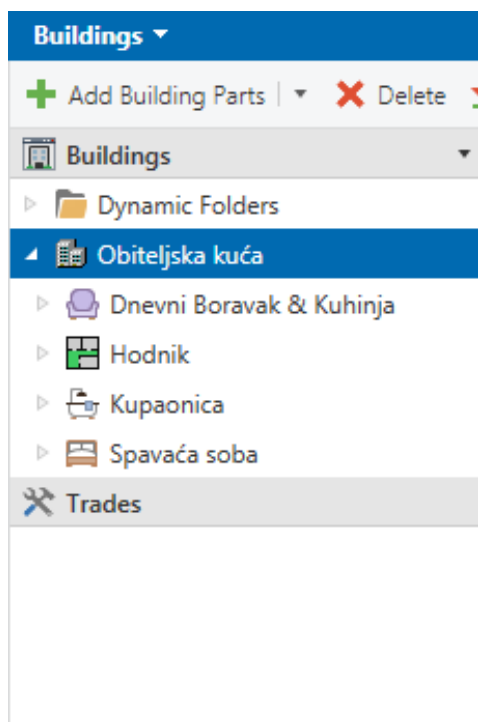 Buildings
Add Building Parts Delete
Buildings
Dynamic Folders
Obiteljska kuća
Dnevni Boravak & Kuhinja
Hodnik
Kupaonica
Spavaća soba
Trades